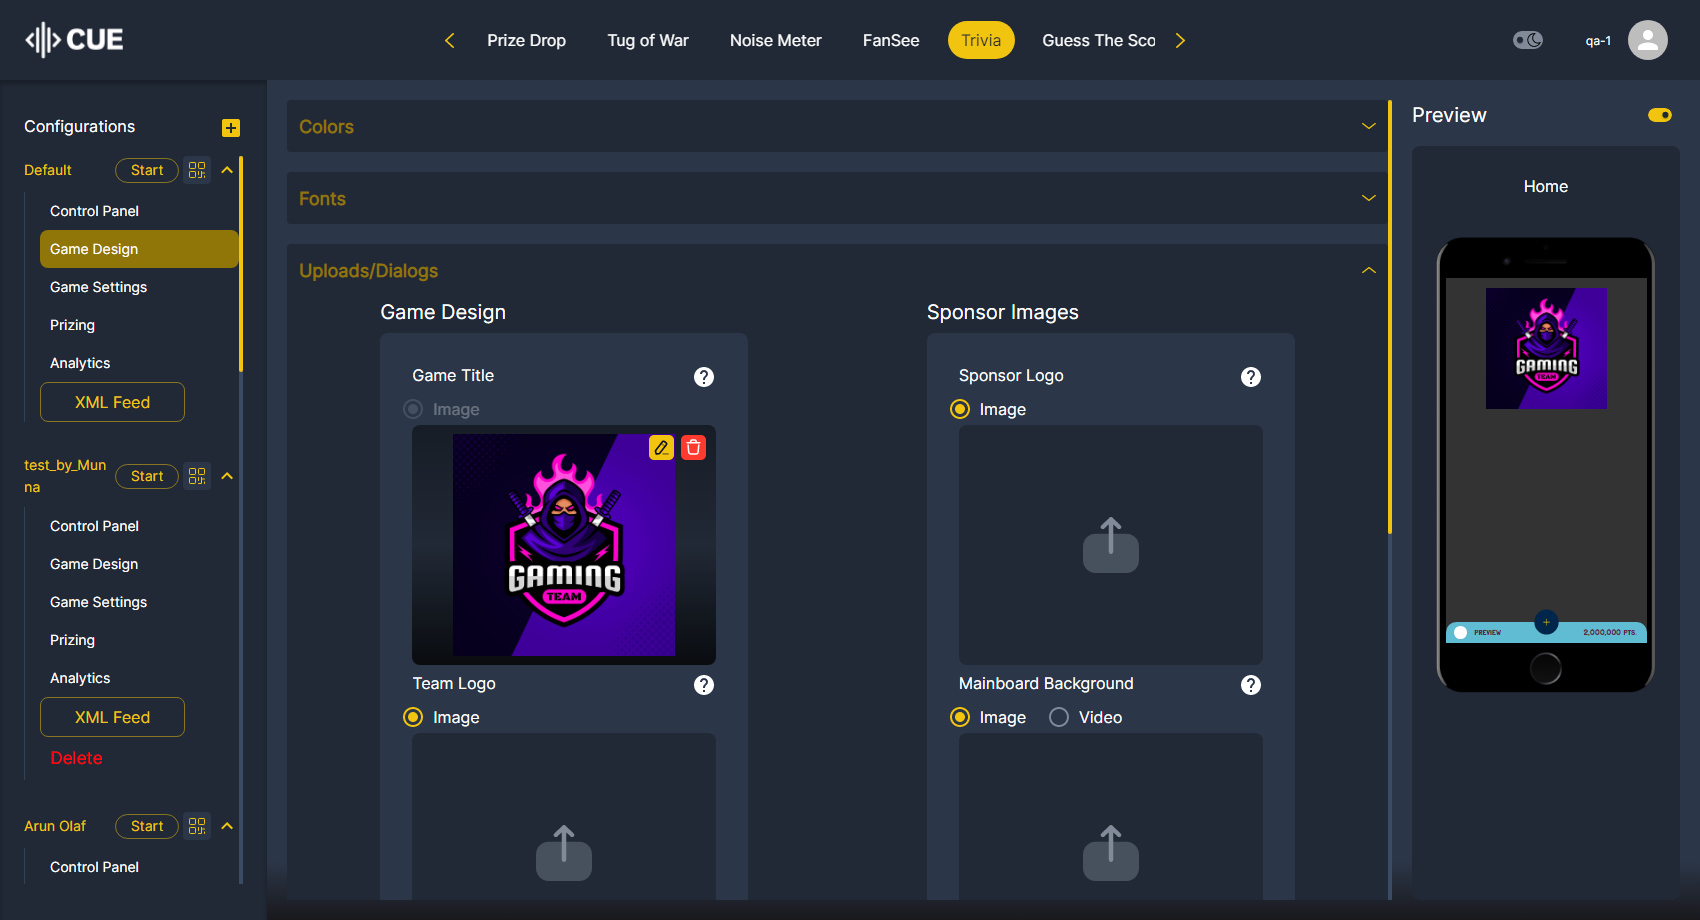 CUE
Prize Drop
Tug of War
Noise Meter
FanSee
Trivia
Guess The Sco
qa-1
Configurations
Default
Start
Control Panel
Game Design
Game Settings
Prizing
Analytics
XML Feed
test_by_Mun
na
Start
Control Panel
Game Design
Game Settings
Prizing
Analytics
XML Feed
Delete
Arun Olaf
Start
Control Panel
Colors
Fonts
Uploads/Dialogs
Game Design
Game Title
?
Image
GAMING
TEAM
Team Logo
?
Image
Sponsor Images
Sponsor Logo
?
Image
Mainboard Background
?
Image
Video
Preview
Home
GAMING
TEAM
PREVIEW
2,000,000 PTS.